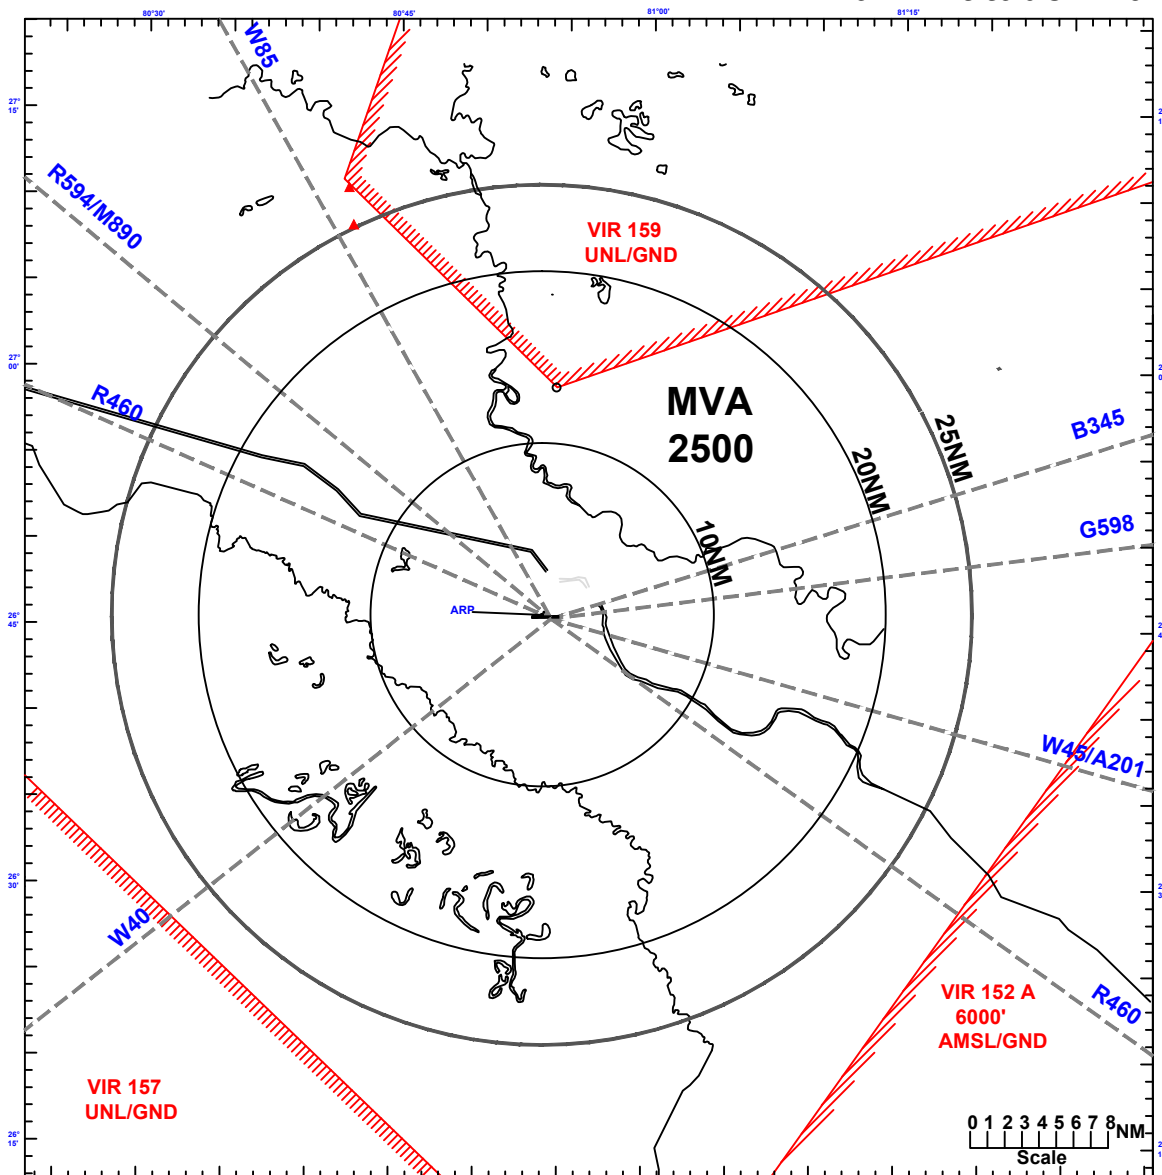 80°30'
80°45'
81°00'
81°15'
W85
27°
15'
R594/M890
VIR 159
UNL/GND
27°
00'
R460
MVA
2500
25NM
B345
20NM
G598
10NM
ARP
26°
45'
W45/A201
26°
30'
W40
VIR 152 A
6000'
AMSL/GND
R460
VIR 157
UNL/GND
26°
15'
0 1 2 3 4 5 6 7 8 NM
Scale